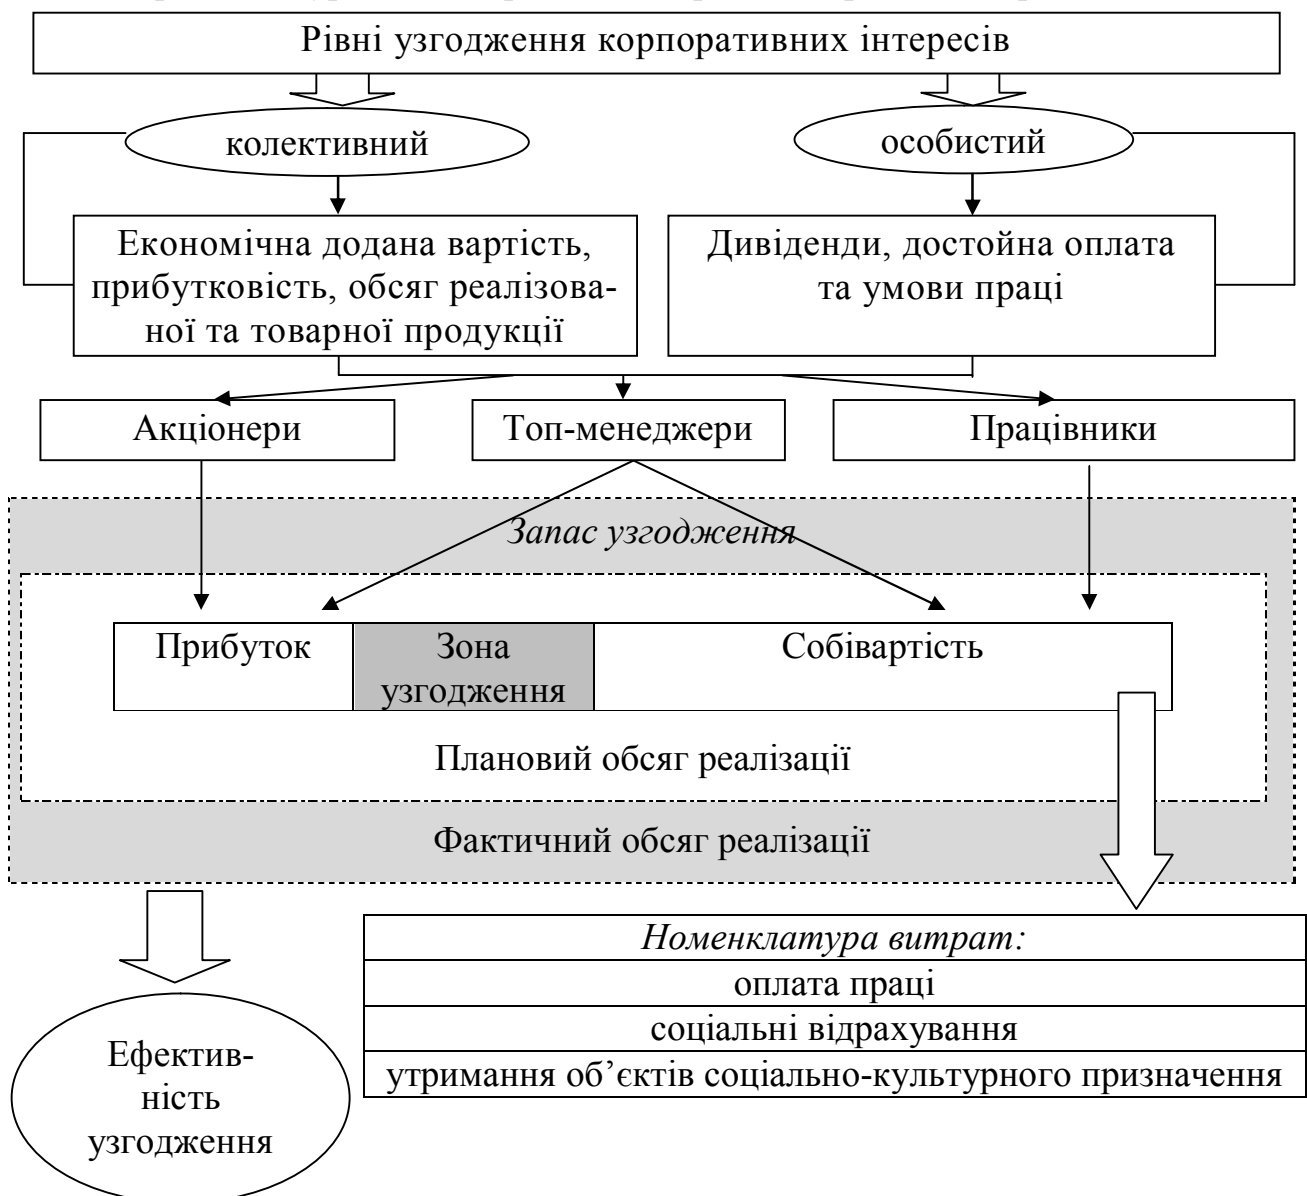 Рівні узгодження корпоративних інтересів
колективний
особистий
Економічна додана вартість,
прибутковість, обсяг реалізова-
ної та товарної продукції
Дивіденди, достойна оплата
та умови праці
Акціонери
Топ-менеджери
Працівники
Запас узгодження
Прибуток
Зона
узгодження
Собівартість
Плановий обсяг реалізації
Фактичний обсяг реалізації
Номенклатура витрат:
оплата праці
соціальні відрахування
утримання об’єктів соціально-культурного призначення
Ефектив-
ність
узгодження